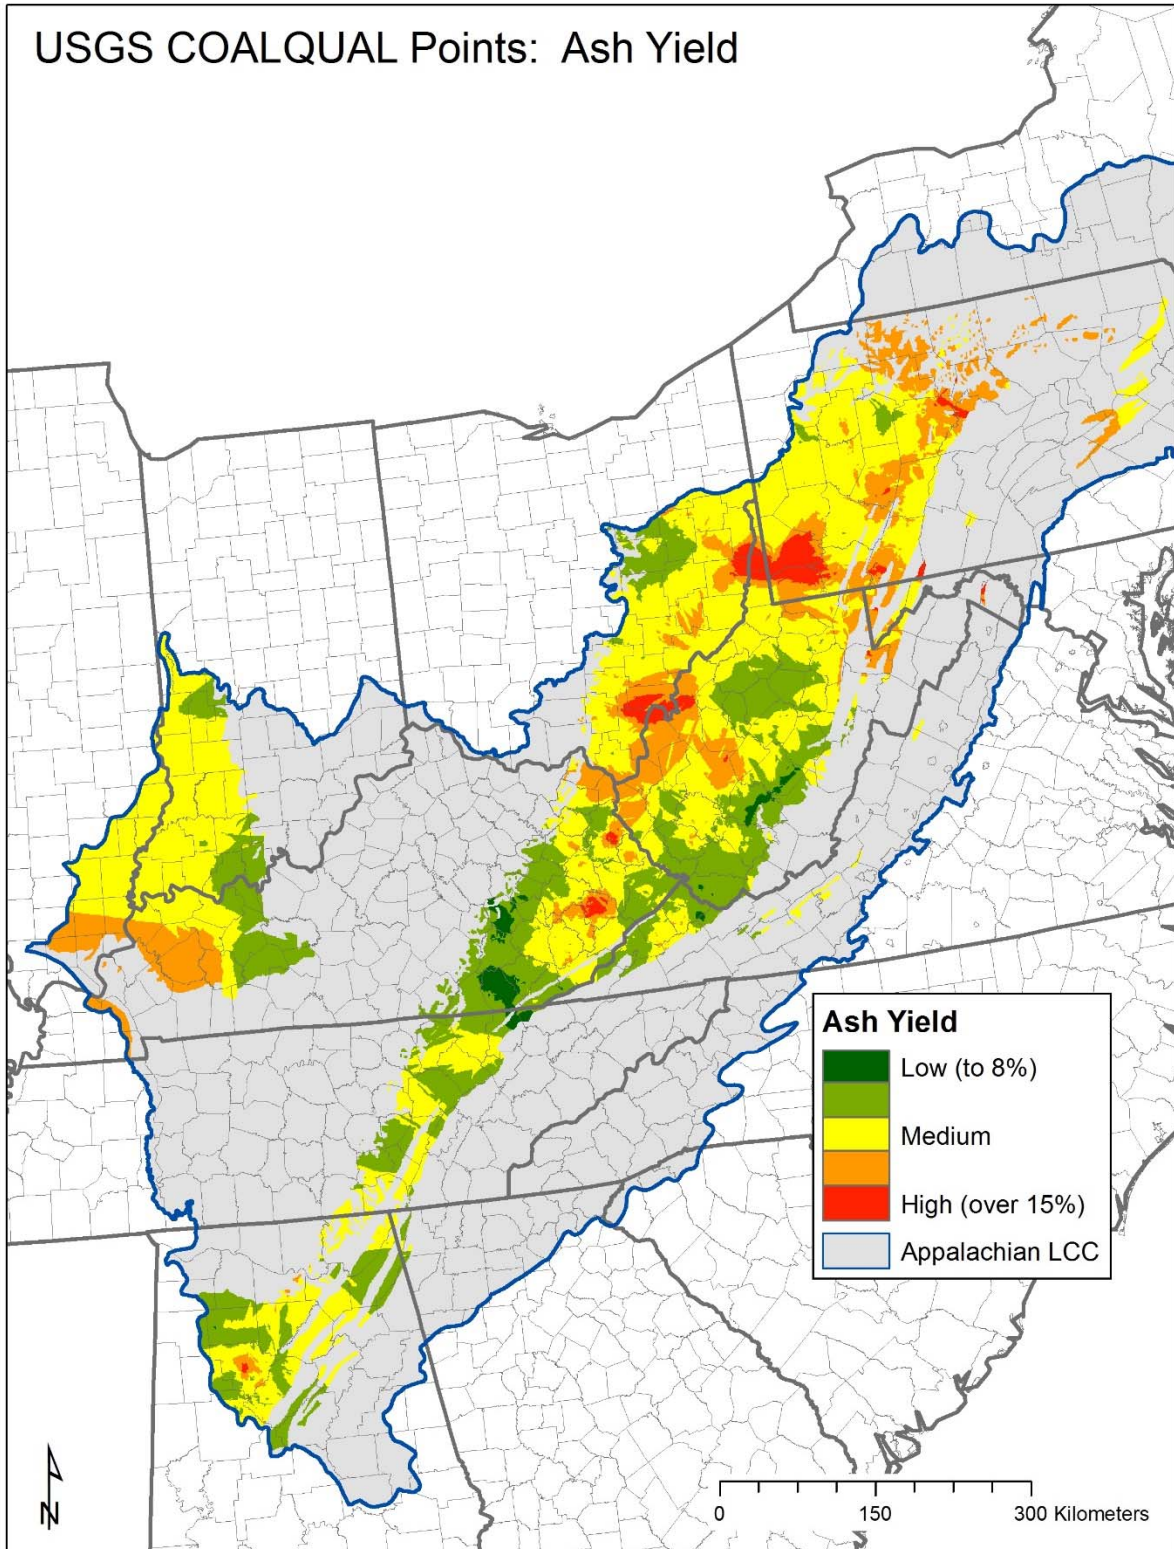 USGS COALQUAL Points: Ash Yield
Ash Yield
Low (to 8%)
Medium
High (over 15%)
Appalachian LCC
N
0 150 300 Kilometers